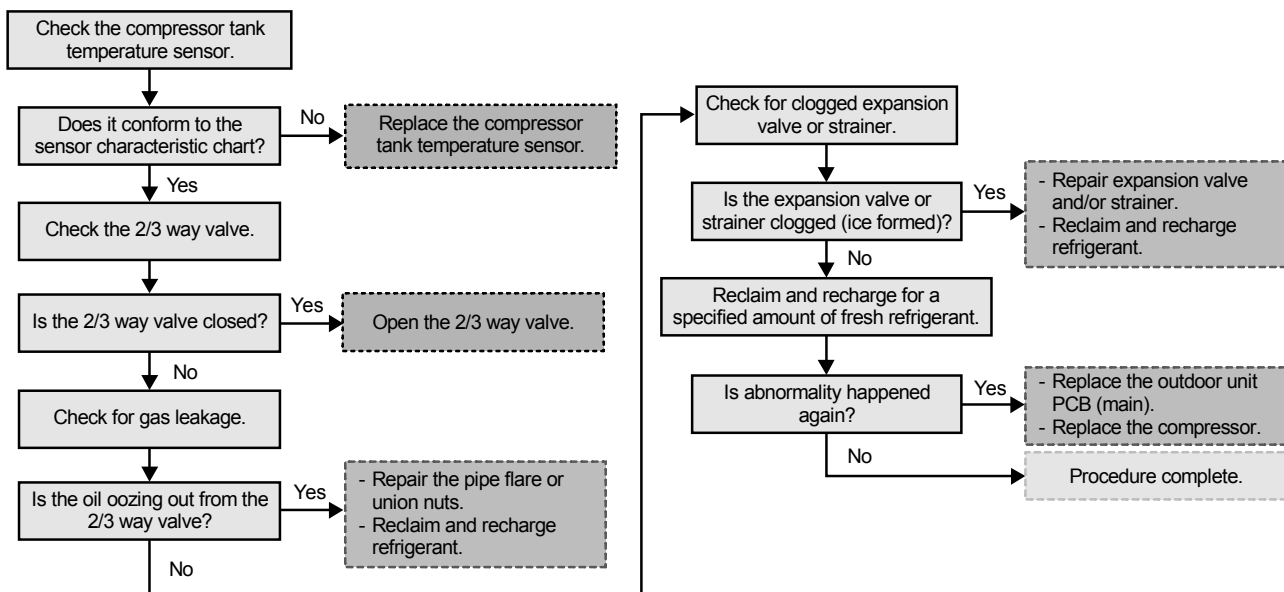 Check the compressor tank
temperature sensor.
Does it conform to the
sensor characteristic chart?
No
Replace the compressor
tank temperature sensor.
Yes
Check the 2/3 way valve.
Is the 2/3 way valve closed?
Yes
Open the 2/3 way valve.
No
Check for gas leakage.
Is the oil oozing out from the
2/3 way valve?
Yes
- Repair the pipe flare or
union nuts.
- Reclaim and recharge
refrigerant.
No
Check for clogged expansion
valve or strainer.
Is the expansion valve or
strainer clogged (ice formed)?
Yes
- Repair expansion valve
and/or strainer.
- Reclaim and recharge
refrigerant.
No
Reclaim and recharge for a
specified amount of fresh refrigerant.
Is abnormality happened
again?
Yes
- Replace the outdoor unit
PCB (main).
- Replace the compressor.
No
Procedure complete.